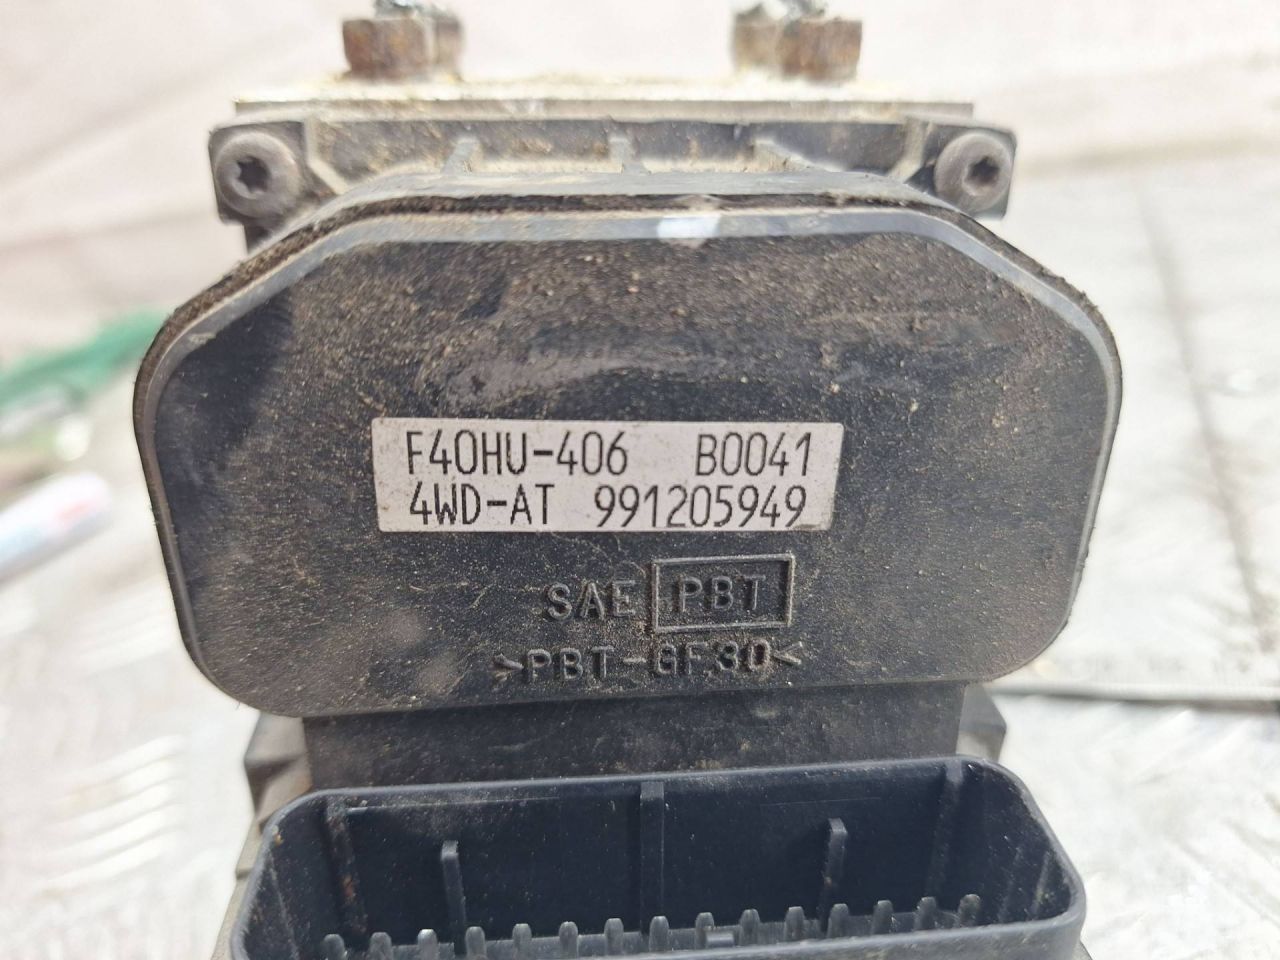 F40HU-406 B0041
4WD-AT 991205949
SAE PBT
>PBT-GF30<